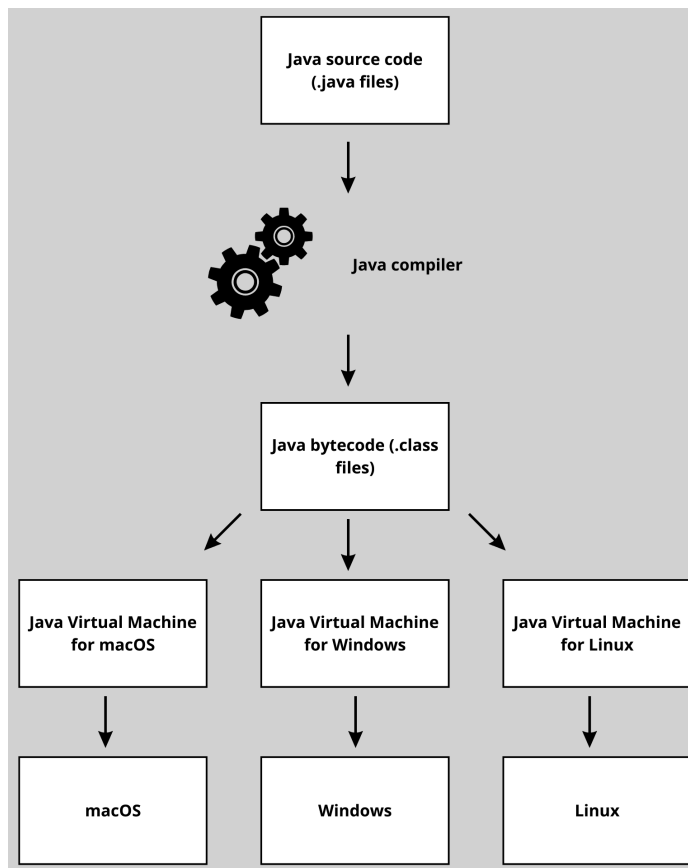 Java source code
(.java files)
Java compiler
Java bytecode (.class
files)
Java Virtual Machine
for macOS
Java Virtual Machine
for Windows
Java Virtual Machine
for Linux
macOS
Windows
Linux